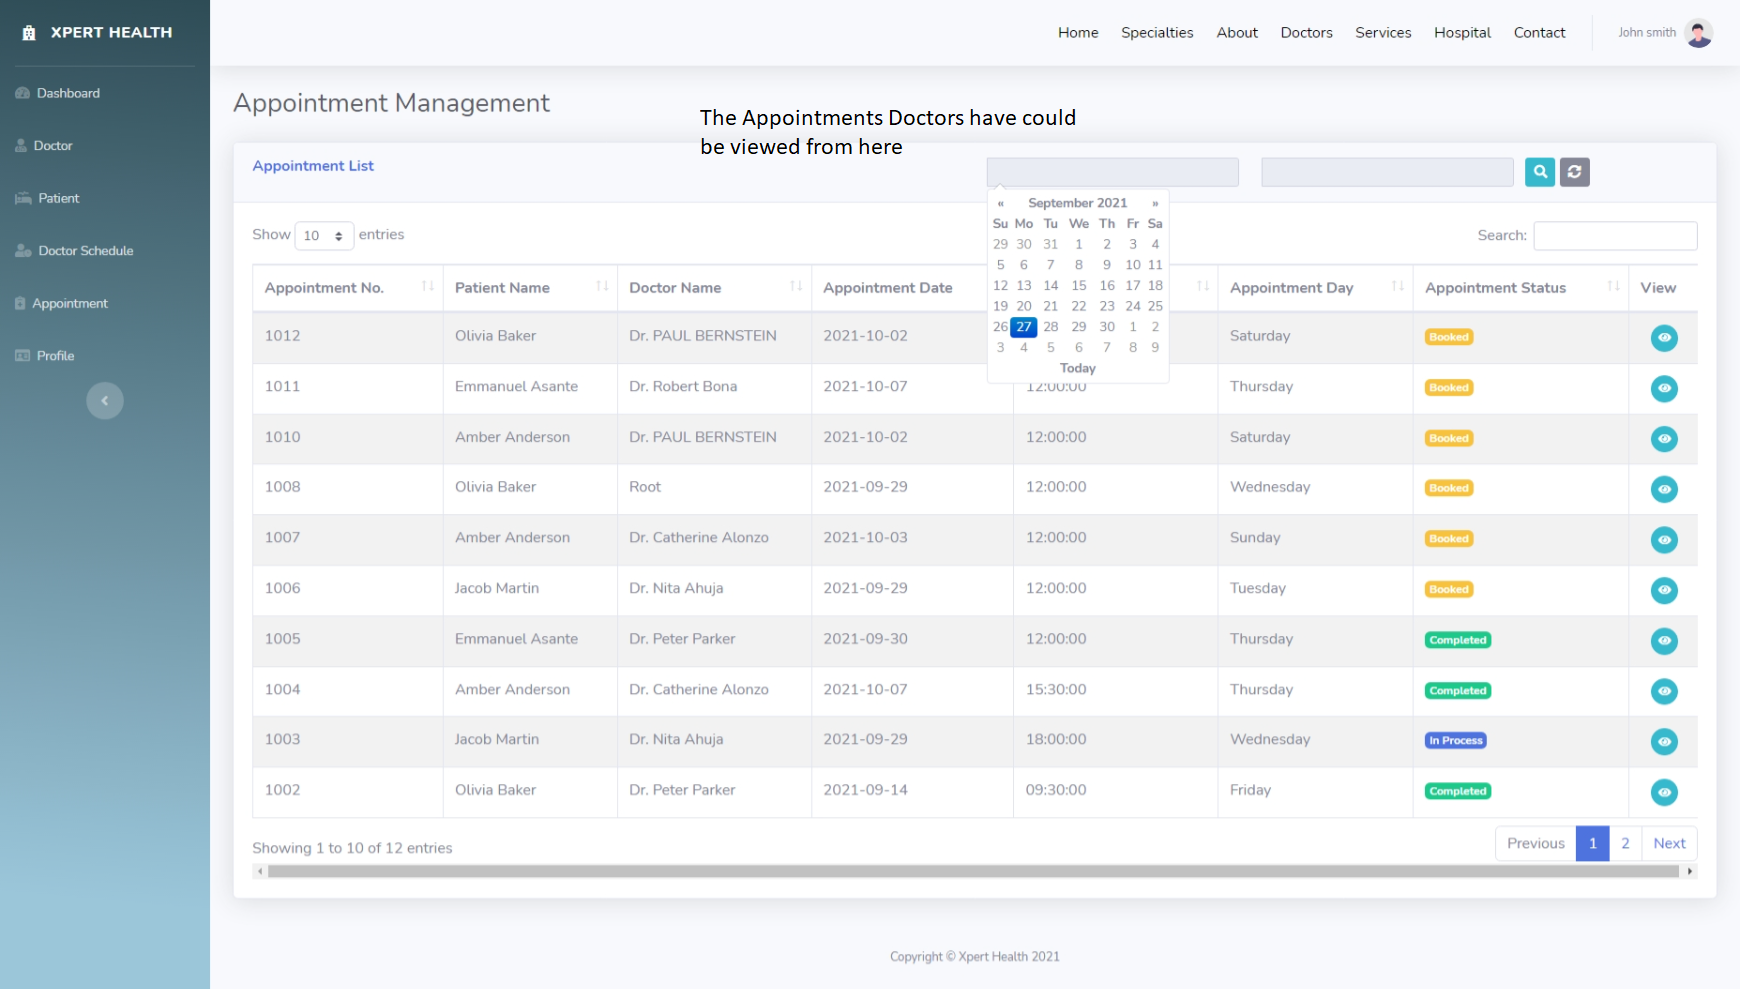 XPERT HEALTH
Home Specialties About Doctors Services Hospital Contact John smith
Dashboard
Doctor
Patient
Doctor Schedule
Appointment
Profile
Appointment Management
The Appointments Doctors have could
be viewed from here
Appointment List
« September 2021 »
Su Mo Tu We Th Fr Sa
29 30 31 1 2 3 4
5 6 7 8 9 10 11
12 13 14 15 16 17 18
19 20 21 22 23 24 25
26 27 28 29 30 1 2
3 4 5 6 7 8 9
Today
Show 10 entries
Search:
Appointment No. Patient Name Doctor Name Appointment Date Appointment Day Appointment Status View
1012 Olivia Baker Dr. PAUL BERNSTEIN 2021-10-02 Saturday Booked
1011 Emmanuel Asante Dr. Robert Bona 2021-10-07 12:00:00 Thursday Booked
1010 Amber Anderson Dr. PAUL BERNSTEIN 2021-10-02 12:00:00 Saturday Booked
1008 Olivia Baker Root 2021-09-29 12:00:00 Wednesday Booked
1007 Amber Anderson Dr. Catherine Alonzo 2021-10-03 12:00:00 Sunday Booked
1006 Jacob Martin Dr. Nita Ahuja 2021-09-29 12:00:00 Tuesday Booked
1005 Emmanuel Asante Dr. Peter Parker 2021-09-30 12:00:00 Thursday Completed
1004 Amber Anderson Dr. Catherine Alonzo 2021-10-07 15:30:00 Thursday Completed
1003 Jacob Martin Dr. Nita Ahuja 2021-09-29 18:00:00 Wednesday In Process
1002 Olivia Baker Dr. Peter Parker 2021-09-14 09:30:00 Friday Completed
Showing 1 to 10 of 12 entries
Previous 1 2 Next
Copyright © Xpert Health 2021